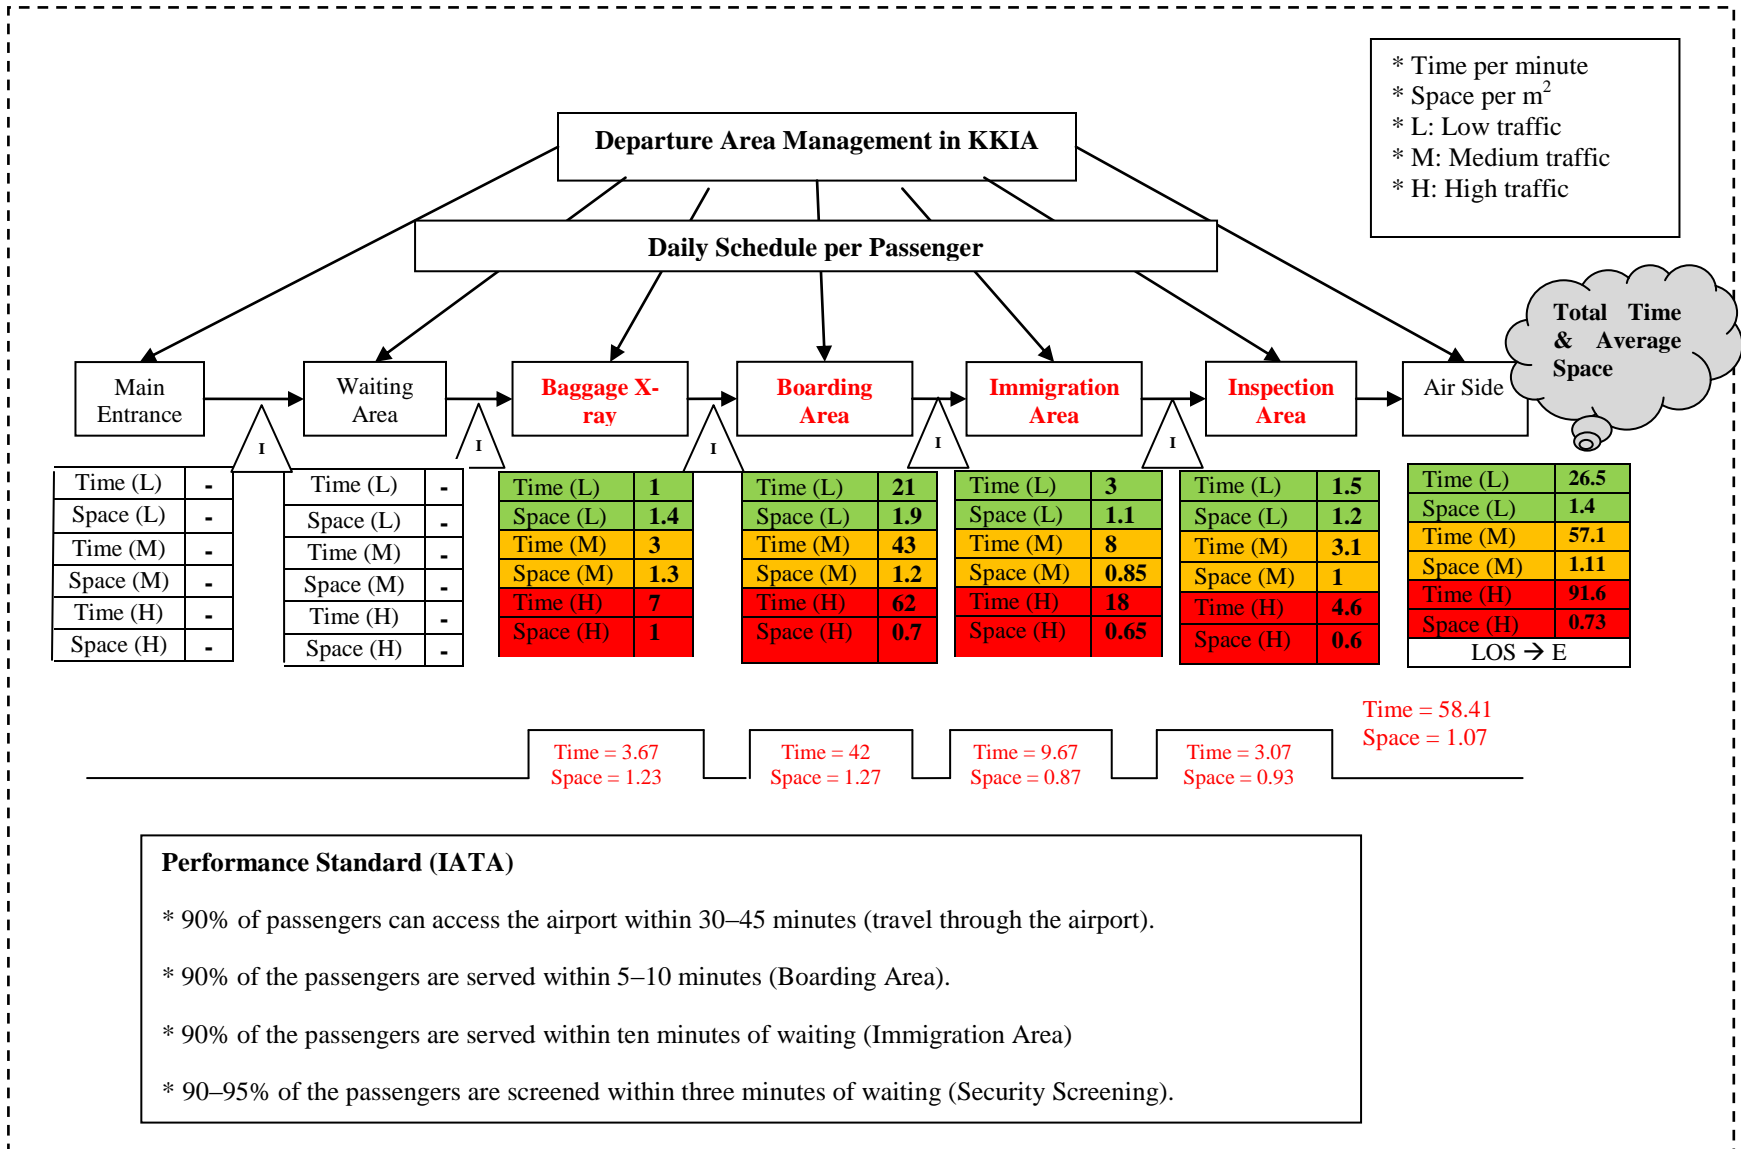 * Time per minute
* Space per m2
* L: Low traffic
* M: Medium traffic
* H: High traffic
Departure Area Management in KKIA
Daily Schedule per Passenger
Total Time
& Average
Space
Main
Entrance
Waiting
Area
Baggage X-
ray
Boarding
Area
Immigration
Area
Inspection
Area
Air Side
I
I
I
I
I
Time (L) -
Space (L) -
Time (M) -
Space (M) -
Time (H) -
Space (H) -
Time (L) -
Space (L) -
Time (M) -
Space (M) -
Time (H) -
Space (H) -
Time (L) 1
Space (L) 1.4
Time (M) 3
Space (M) 1.3
Time (H) 7
Space (H) 1
Time (L) 21
Space (L) 1.9
Time (M) 43
Space (M) 1.2
Time (H) 62
Space (H) 0.7
Time (L) 3
Space (L) 1.1
Time (M) 8
Space (M) 0.85
Time (H) 18
Space (H) 0.65
Time (L) 1.5
Space (L) 1.2
Time (M) 3.1
Space (M) 1
Time (H) 4.6
Space (H) 0.6
Time (L) 26.5
Space (L) 1.4
Time (M) 57.1
Space (M) 1.11
Time (H) 91.6
Space (H) 0.73
LOS → E
Time = 3.67
Space = 1.23
Time = 42
Space = 1.27
Time = 9.67
Space = 0.87
Time = 3.07
Space = 0.93
Time = 58.41
Space = 1.07
Performance Standard (IATA)
* 90% of passengers can access the airport within 30–45 minutes (travel through the airport).
* 90% of the passengers are served within 5–10 minutes (Boarding Area).
* 90% of the passengers are served within ten minutes of waiting (Immigration Area)
* 90–95% of the passengers are screened within three minutes of waiting (Security Screening).